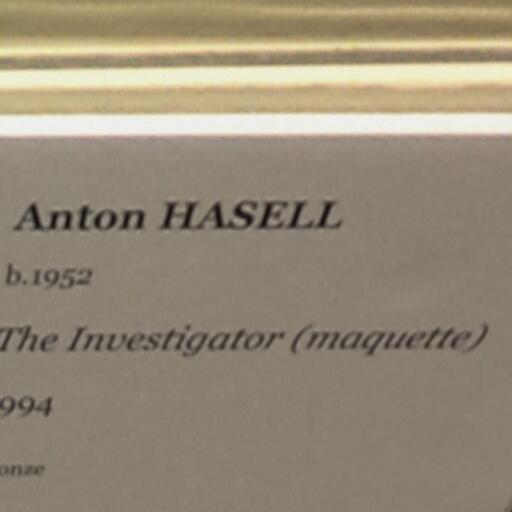 Anton HASELL
b.1952
The Investigator (maquette)
994
onze